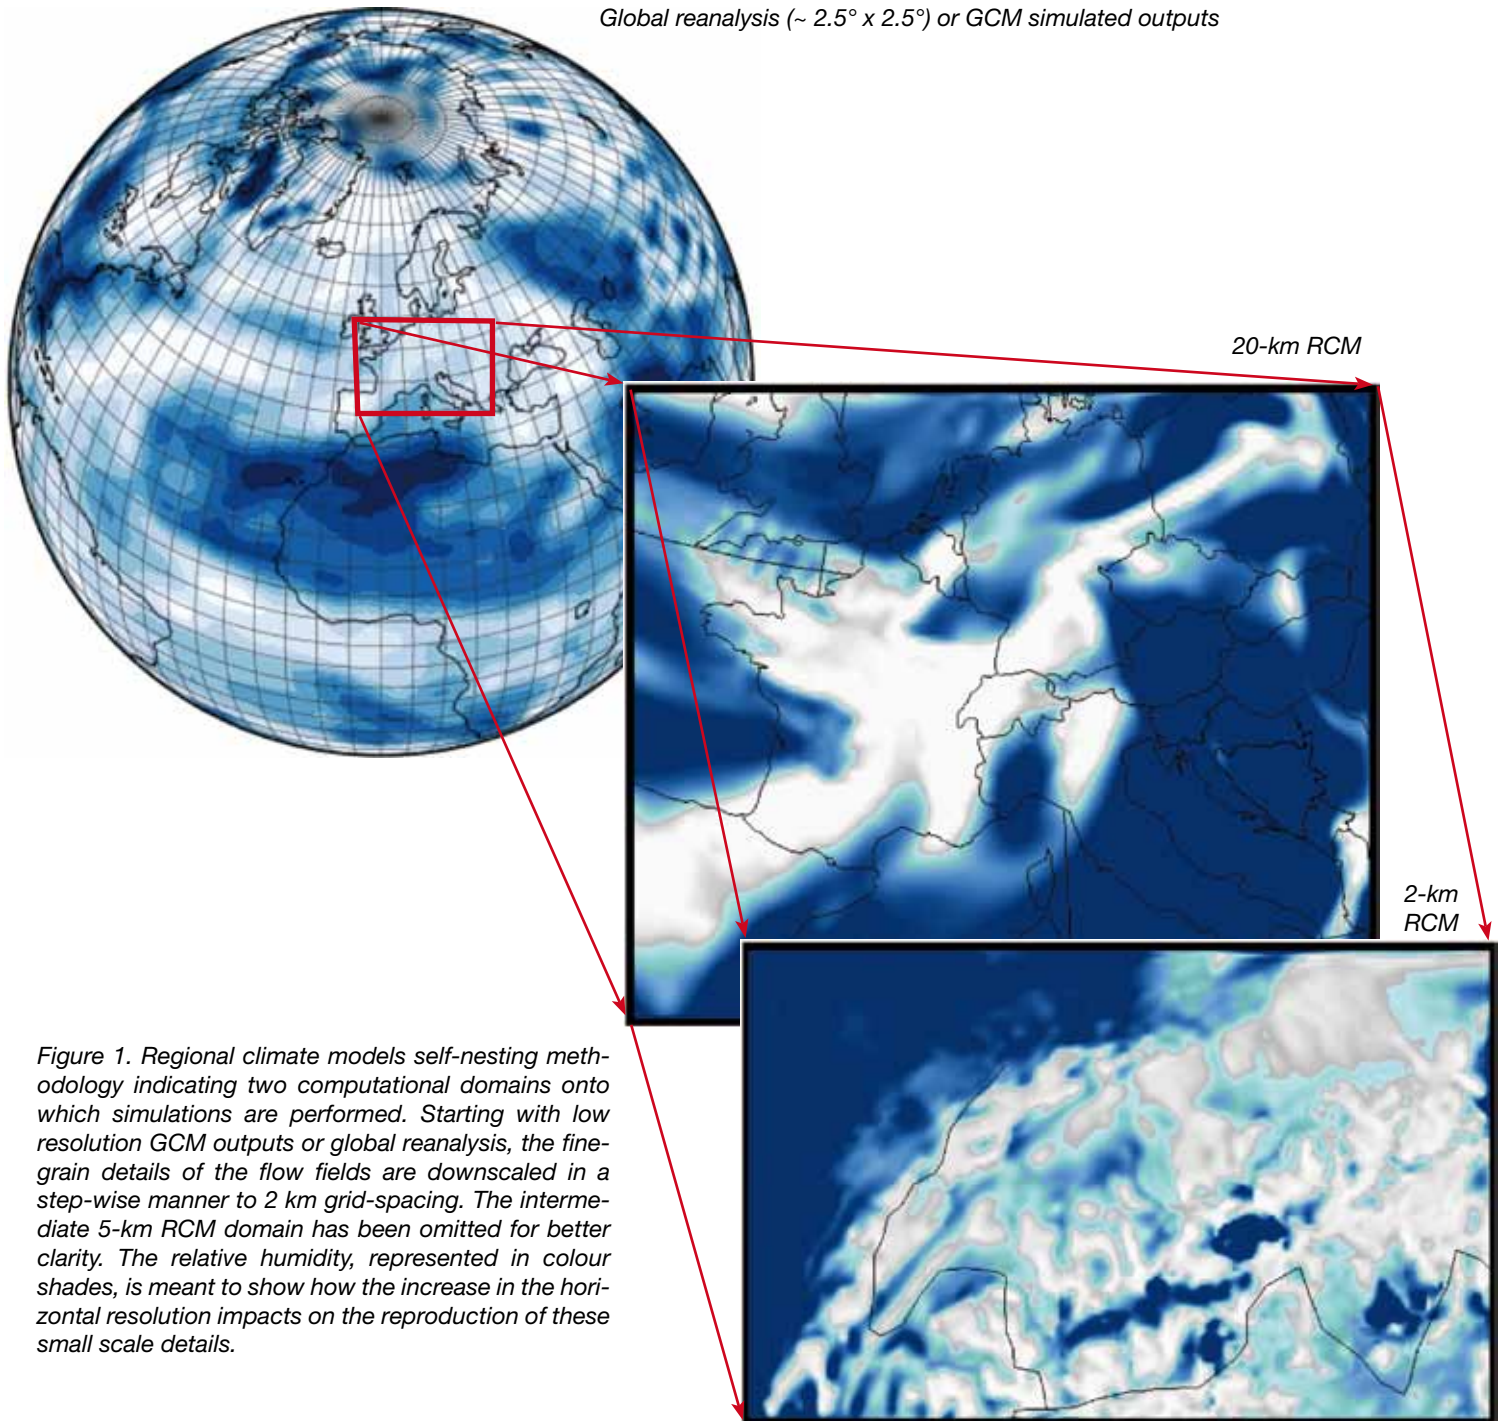 Global reanalysis (~ 2.5° x 2.5°) or GCM simulated outputs
20-km RCM
2-km
RCM
Figure 1. Regional climate models self-nesting meth-
odology indicating two computational domains onto
which simulations are performed. Starting with low
resolution GCM outputs or global reanalysis, the fine-
grain details of the flow fields are downscaled in a
step-wise manner to 2 km grid-spacing. The interme-
diate 5-km RCM domain has been omitted for better
clarity. The relative humidity, represented in colour
shades, is meant to show how the increase in the hori-
zontal resolution impacts on the reproduction of these
small scale details.